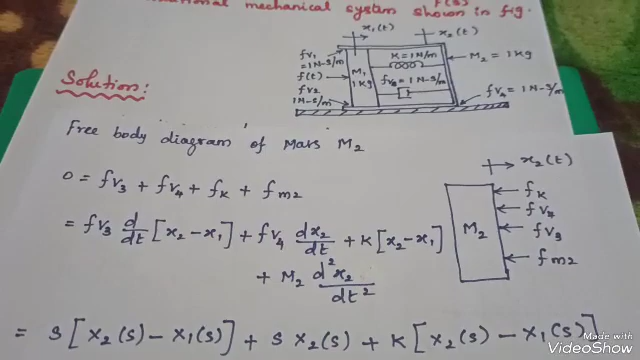 mechanical system shown in fig.
F(s)
x₁(t)
x₂(t)
fv₁
=1N-s/m
K=1N/m
M₂ = 1kg
f(t)
M₁
1kg
fv₃=1N-s/m
fv₂
1N-s/m
fv₄ = 1N-s/m
Solution:
Free body diagram of Mass M₂
0 = fv₃ + fv₄ + fk + fm2
= fv₃ d/dt [x₂-x₁] + fv₄ dx₂/dt + K[x₂-x₁]
+ M₂ d²x₂/dt²
x₂(t)
fk
fv₄
fv₃
fm2
M₂
= s[X₂(s) - X₁(s)] + s X₂(s) + K[X₂(s) - X₁(s)]
Made with
VideoShow